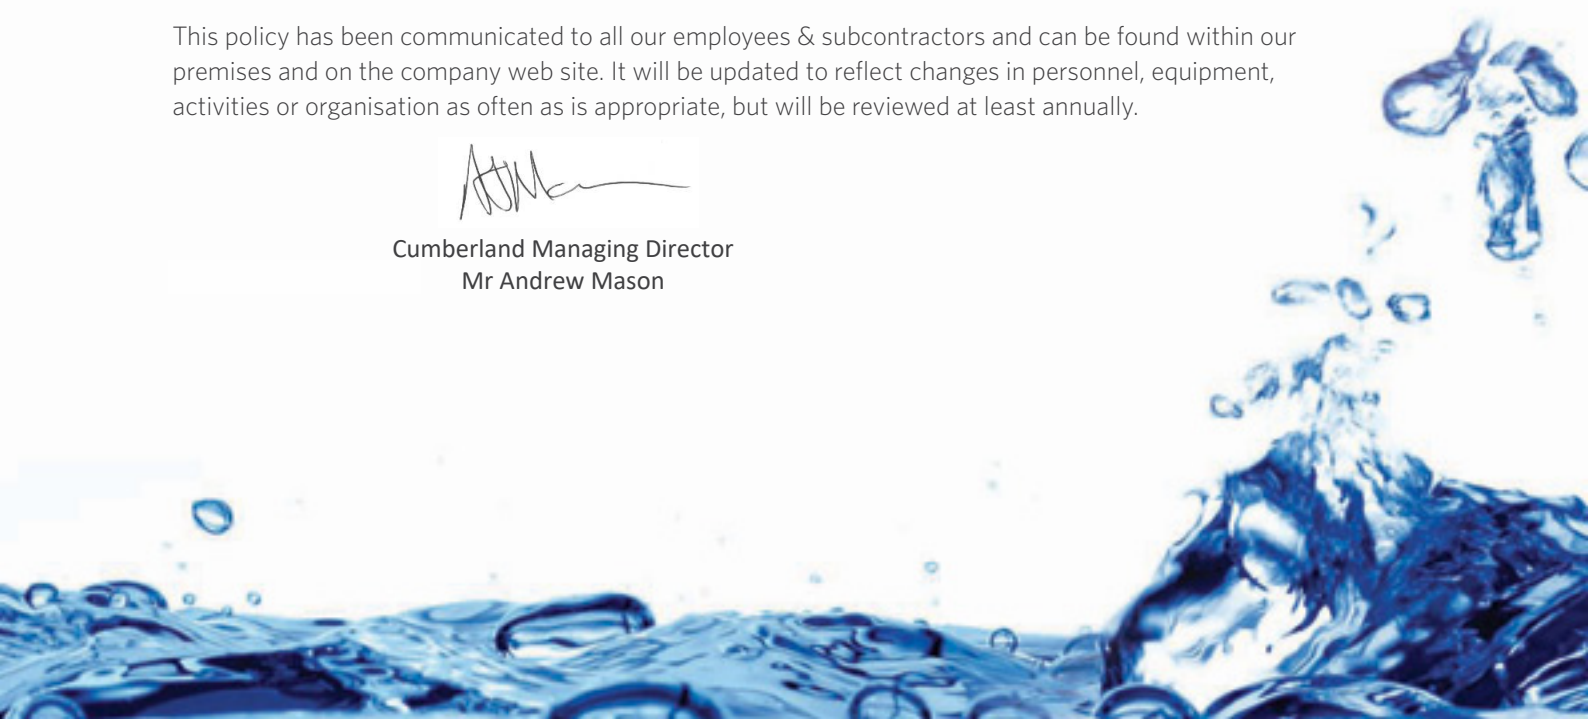 This policy has been communicated to all our employees & subcontractors and can be found within our
premises and on the company web site. It will be updated to reflect changes in personnel, equipment,
activities or organisation as often as is appropriate, but will be reviewed at least annually.
Cumberland Managing Director
Mr Andrew Mason